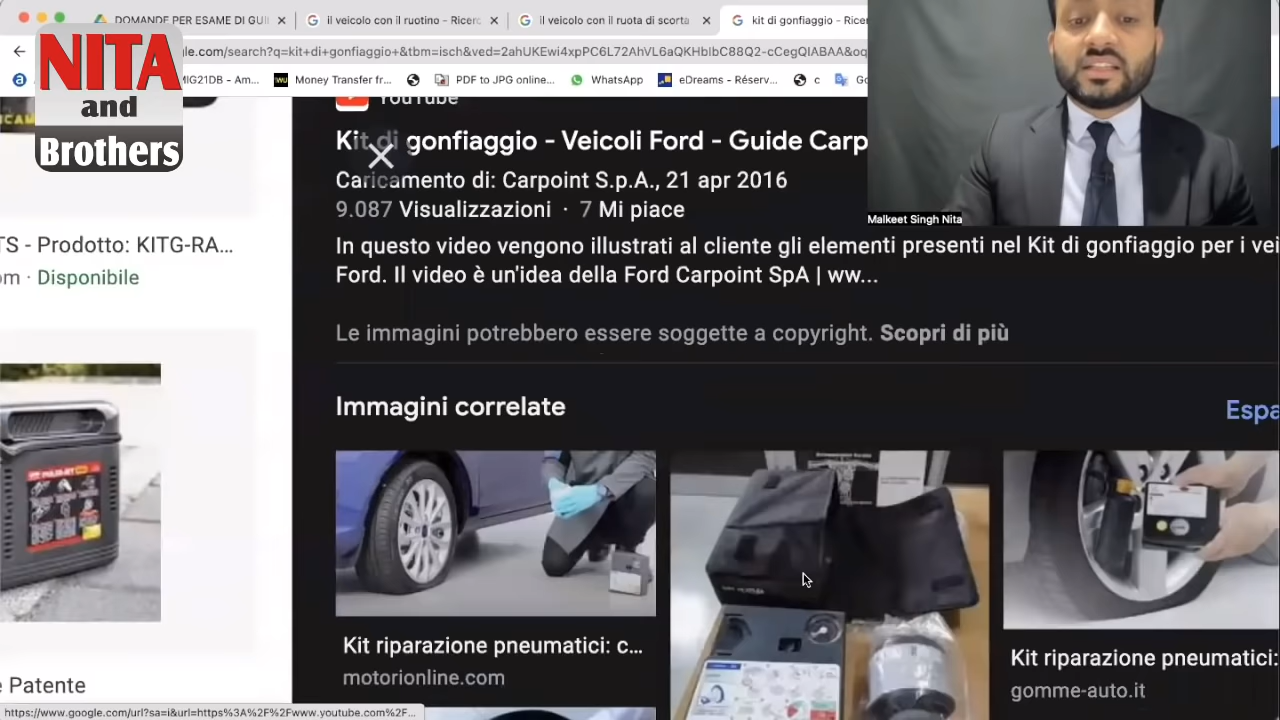 DOMANDE PER ESAME DI GUI
il veicolo con il ruotino - Ricerc
il veicolo con il ruota di scorta
kit di gonfiaggio - Ricer
le.com/search?q=kit+di+gonfiaggio+&tbm=isch&ved=2ahUKEwi4xpPC6L72AhVL6aQKHbIbC88Q2-cCegQIABAA&oq
MIG21DB - Am...
Money Transfer fr...
PDF to JPG online...
WhatsApp
eDreams - Réserv...
c
Go
NITA
and
Brothers
YouTube
Kit di gonfiaggio - Veicoli Ford - Guide Carp
Caricamento di: Carpoint S.p.A., 21 apr 2016
9.087 Visualizzazioni · 7 Mi piace
Malkeet Singh Nita
In questo video vengono illustrati al cliente gli elementi presenti nel Kit di gonfiaggio per i vei
Ford. Il video è un'idea della Ford Carpoint SpA | ww...
TS - Prodotto: KITG-RA...
om · Disponibile
Le immagini potrebbero essere soggette a copyright. Scopri di più
Immagini correlate
Espa
Kit riparazione pneumatici: c...
motorionline.com
Kit riparazione pneumatici:
gomme-auto.it
e Patente
https://www.google.com/url?sa=i&url=https%3A%2F%2Fwww.youtube.com%2F...